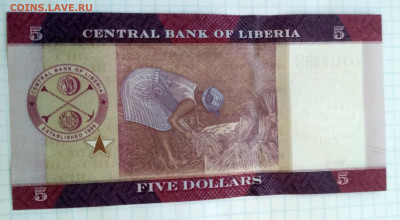 COINS.LAVE.RU
5 CENTRAL BANK OF LIBERIA 5
CENTRAL BANK OF LIBERIA
ESTABLISHED 1999
5 FIVE DOLLARS 5